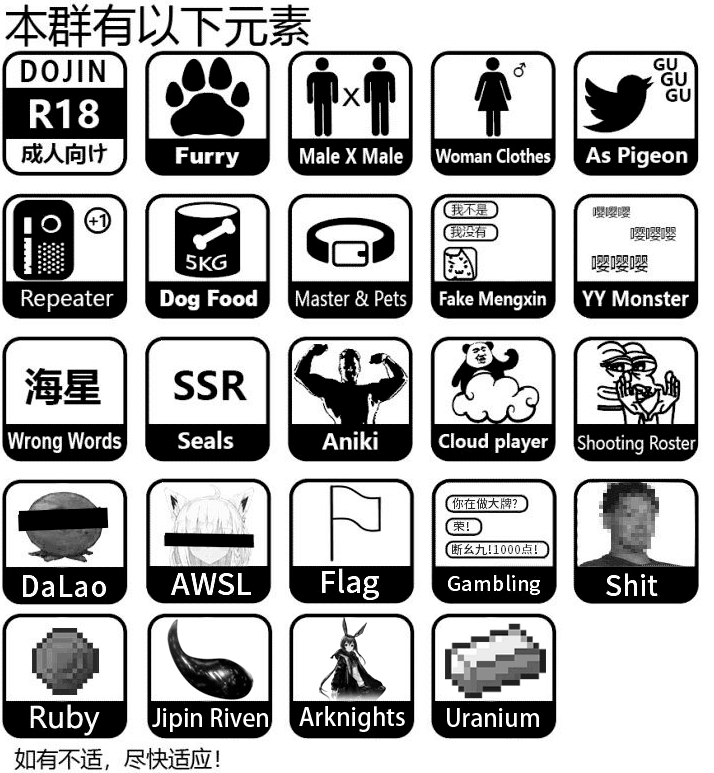 本群有以下元素
DOJIN
R18
成人向け
Furry
X
Male X Male
♂
Woman Clothes
GU
GU
GU
As Pigeon
+1
Repeater
5KG
Dog Food
Master & Pets
我不是
我没有
Fake Mengxin
嘤嘤嘤
嘤嘤嘤
嘤嘤嘤
YY Monster
海星
Wrong Words
SSR
Seals
Aniki
Cloud player
Shooting Roster
DaLao
AWSL
Flag
你在做大牌?
荣!
断幺九!1000点!
Gambling
Shit
Ruby
Jipin Riven
Arknights
Uranium
如有不适，尽快适应！